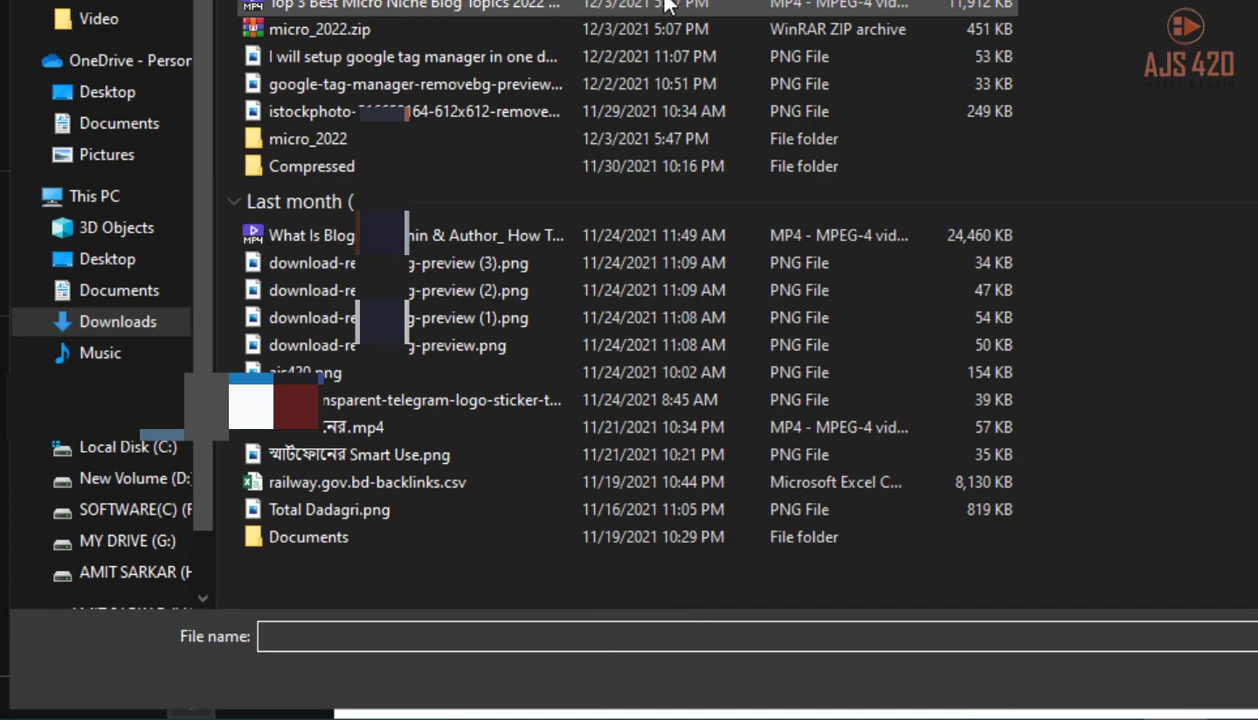 Video
OneDrive - Person
Desktop
Documents
Pictures
This PC
3D Objects
Desktop
Documents
Downloads
Music
Local Disk (C:)
New Volume (D:
SOFTWARE(C) (F
MY DRIVE (G:)
AMIT SARKAR (H
Top 3 Best Micro Niche Blog Topics 2022 ... 12/3/2021 PM MP4 - MPEG-4 vid... 11,912 KB
micro_2022.zip 12/3/2021 5:07 PM WinRAR ZIP archive 451 KB
I will setup google tag manager in one d... 12/2/2021 11:07 PM PNG File 53 KB
google-tag-manager-removebg-preview... 12/2/2021 10:51 PM PNG File 33 KB
istockphoto- 164-612x612-remove... 11/29/2021 10:34 AM PNG File 249 KB
micro_2022 12/3/2021 5:47 PM File folder
Compressed 11/30/2021 10:16 PM File folder
Last month (
What Is Blog in & Author_ How T... 11/24/2021 11:49 AM MP4 - MPEG-4 vid... 24,460 KB
download-re g-preview (3).png 11/24/2021 11:09 AM PNG File 34 KB
download-re g-preview (2).png 11/24/2021 11:09 AM PNG File 47 KB
download-re g-preview (1).png 11/24/2021 11:08 AM PNG File 54 KB
download-re g-preview.png 11/24/2021 11:08 AM PNG File 50 KB
ajs420.png 11/24/2021 10:02 AM PNG File 154 KB
nsparent-telegram-logo-sticker-t... 11/24/2021 8:45 AM PNG File 39 KB
নের.mp4 11/21/2021 10:34 PM MP4 - MPEG-4 vid... 57 KB
স্মার্টফোনের Smart Use.png 11/21/2021 10:21 PM PNG File 35 KB
railway.gov.bd-backlinks.csv 11/19/2021 10:44 PM Microsoft Excel C... 8,130 KB
Total Dadagri.png 11/16/2021 11:05 PM PNG File 819 KB
Documents 11/19/2021 10:29 PM File folder
File name:
AJS 420